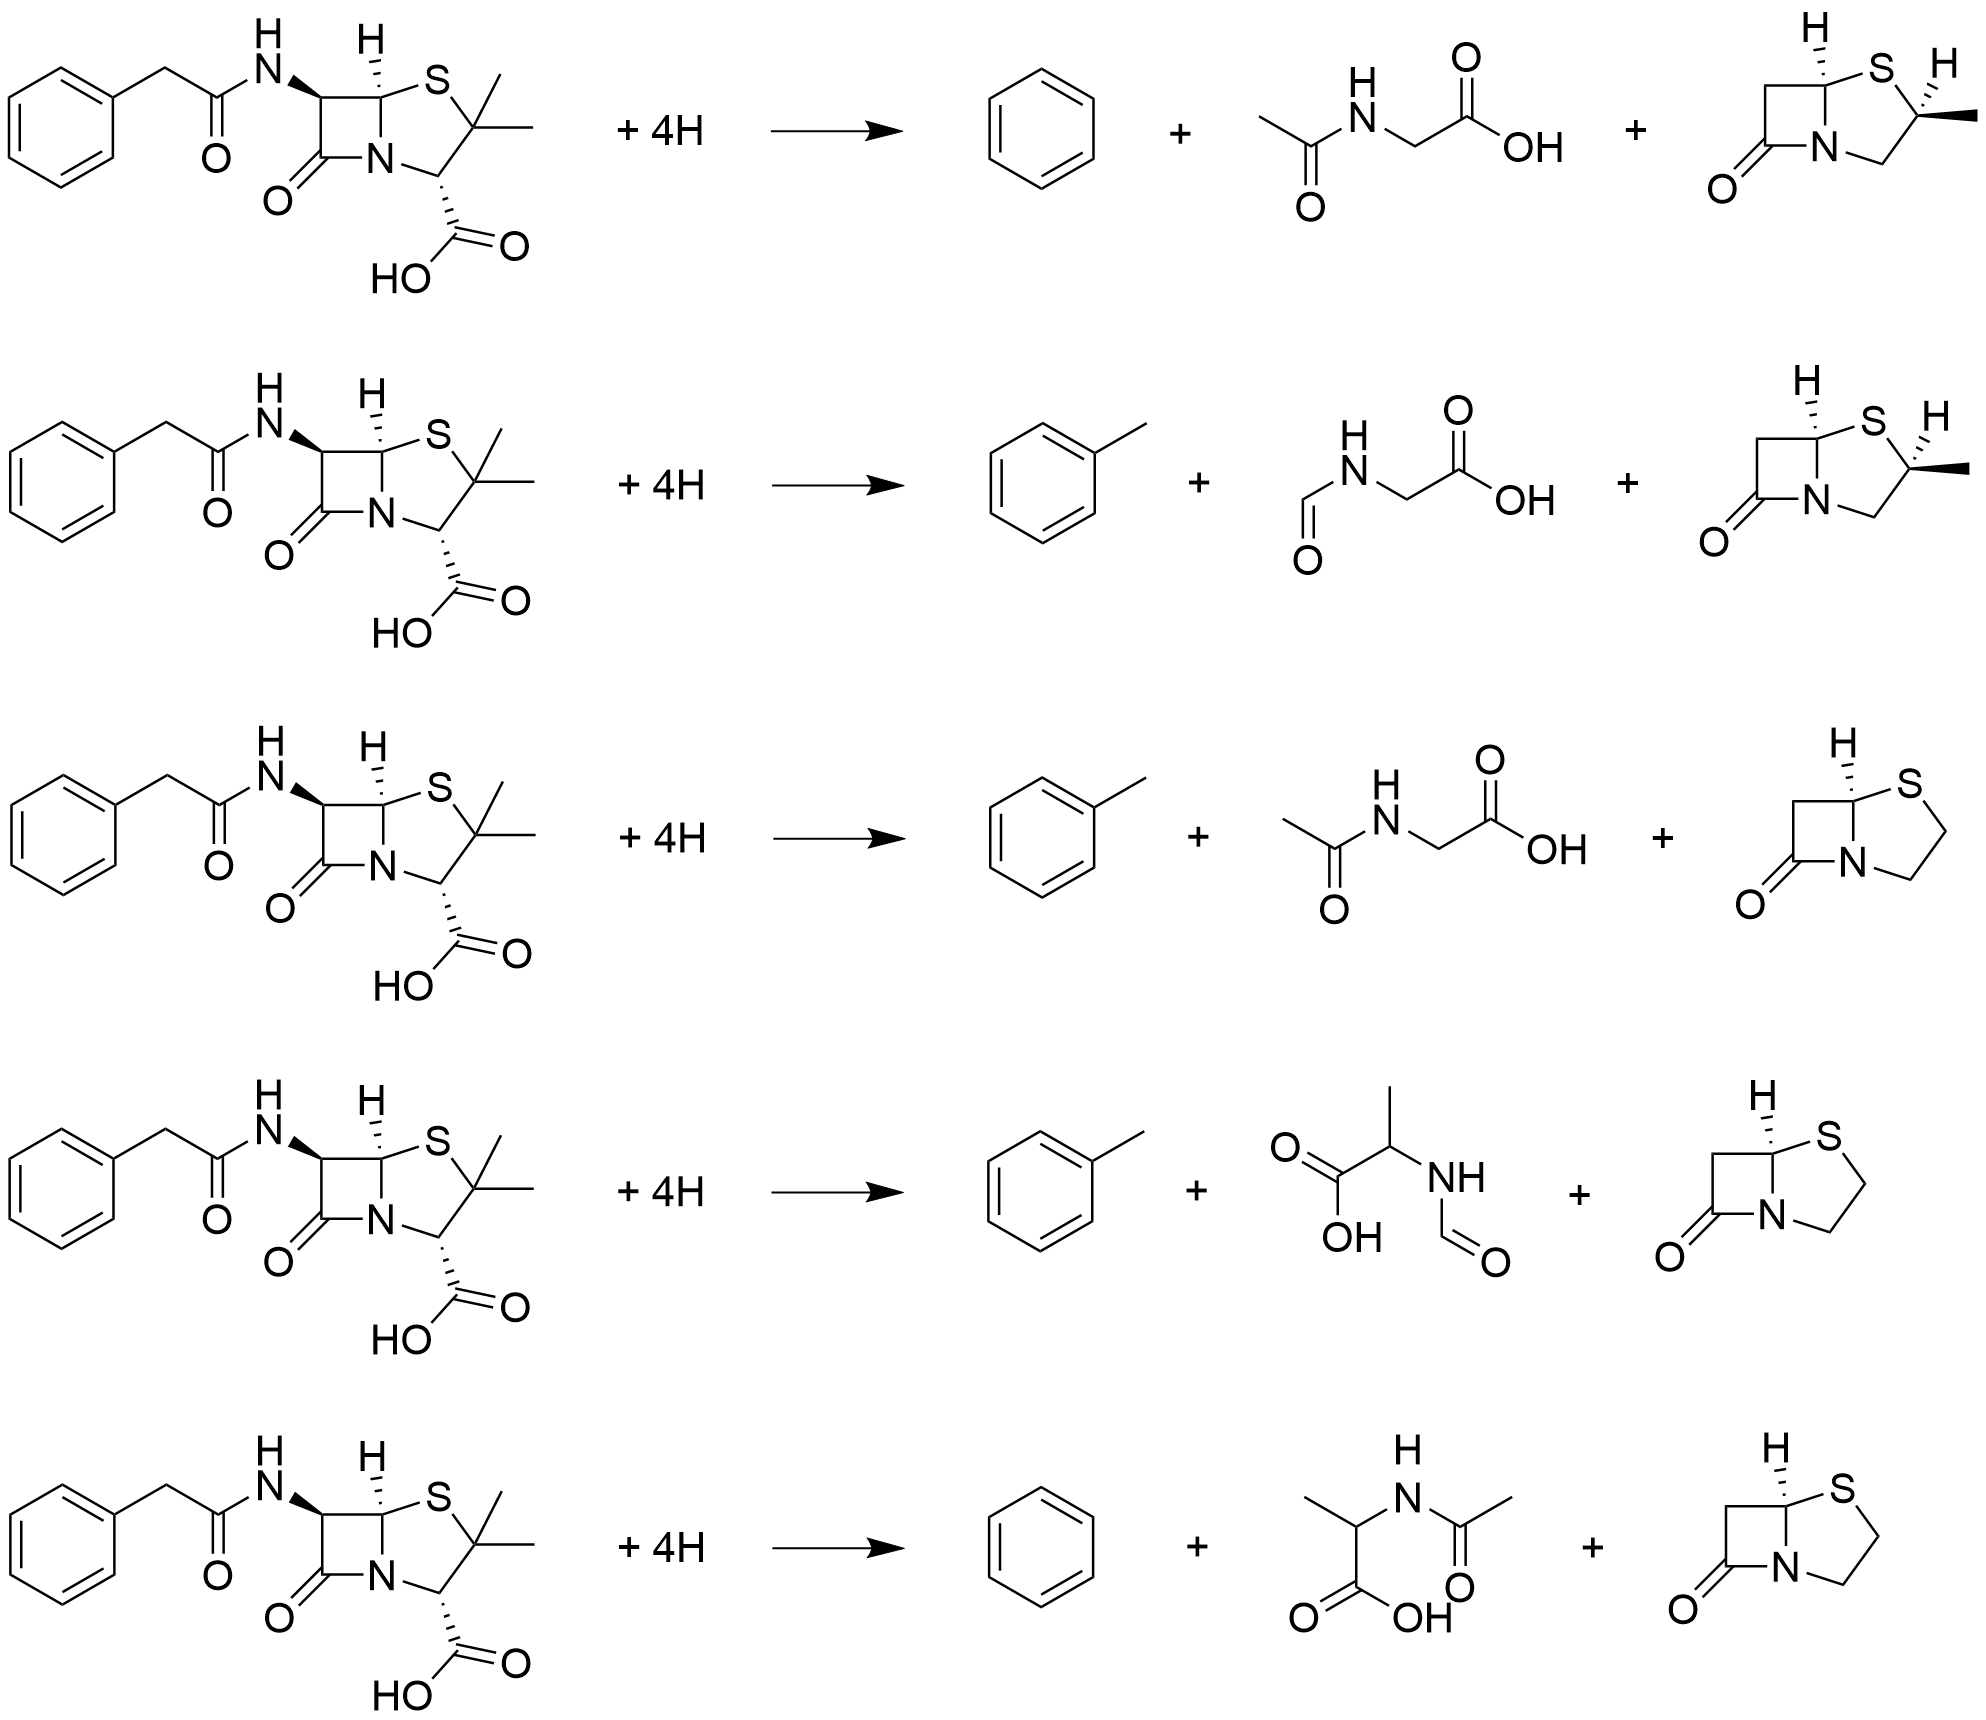 H N H S O O N HO O + 4H + H N O O OH + H S H O N
H N H S O O N HO O + 4H + H N O O OH + H S H O N
H N H S O O N HO O + 4H + H N O O OH + H S O N
H N H S O O N HO O + 4H + O OH NH O + H S O N
H N H S O O N HO O + 4H + H N O OH O + H S O N